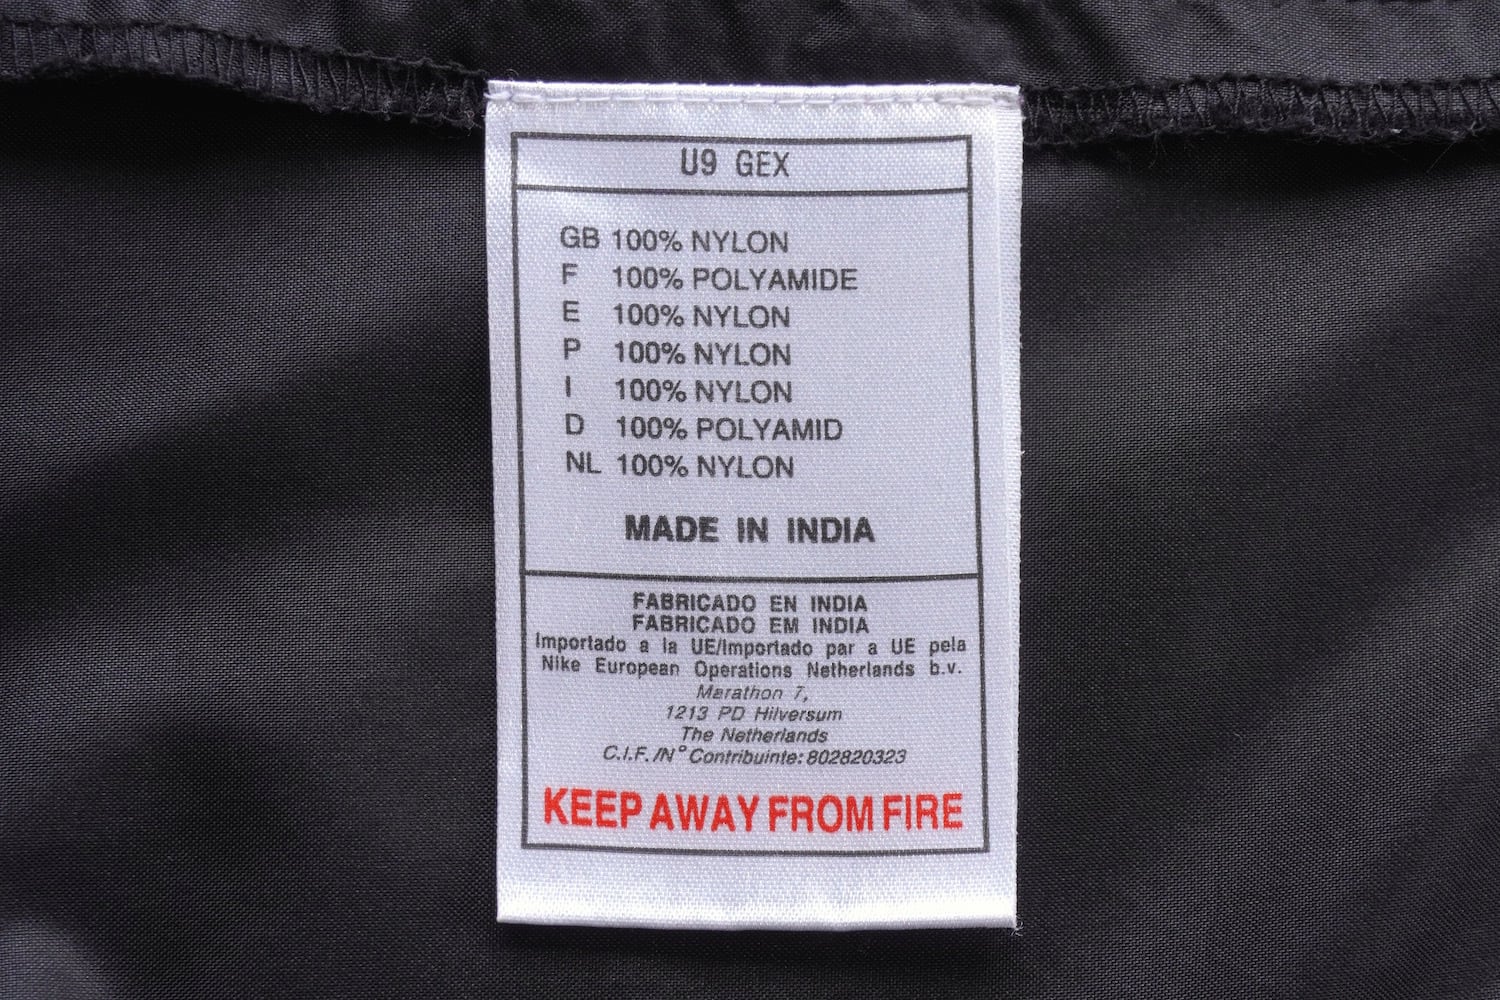 U9 GEX
GB 100% NYLON
F 100% POLYAMIDE
E 100% NYLON
P 100% NYLON
I 100% NYLON
D 100% POLYAMID
NL 100% NYLON
MADE IN INDIA
FABRICADO EN INDIA
FABRICADO EM INDIA
Importado a la UE/Importado par a UE pela
Nike European Operations Netherlands b.v.
Marathon 7,
1213 PD Hilversum
The Netherlands
C.I.F./N° Contribuinte: 802820323
KEEP AWAY FROM FIRE